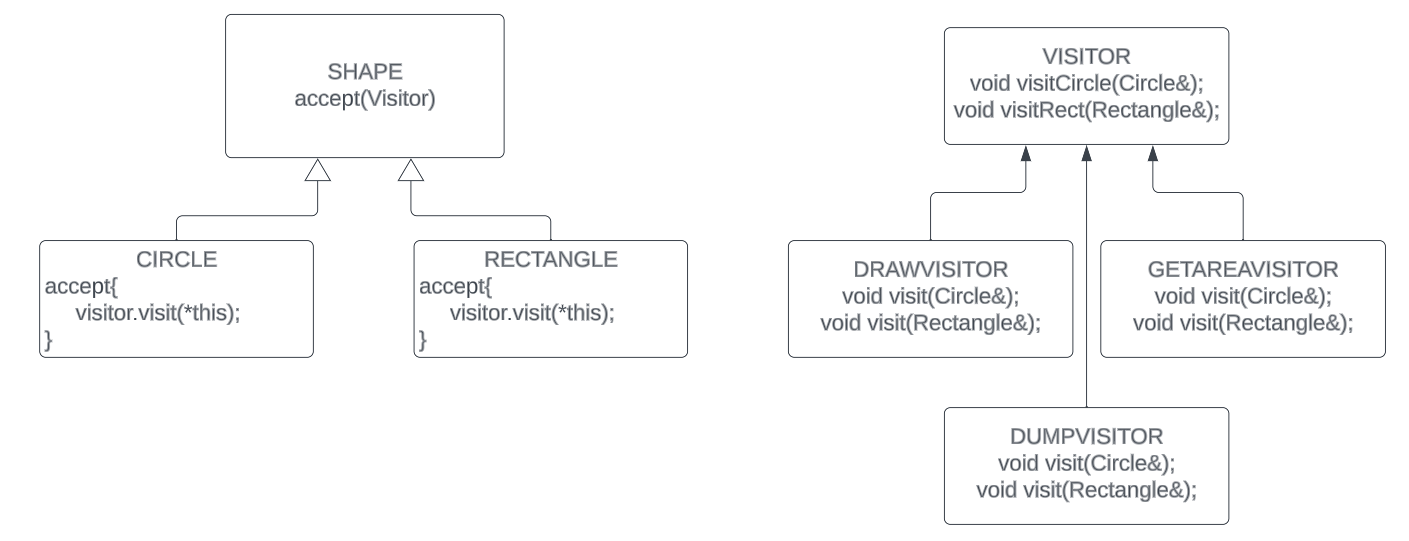 SHAPE
accept(Visitor)
VISITOR
void visitCircle(Circle&);
void visitRect(Rectangle&);
CIRCLE
accept{
visitor.visit(*this);
}
RECTANGLE
accept{
visitor.visit(*this);
}
DRAWVISITOR
void visit(Circle&);
void visit(Rectangle&);
GETAREAVISITOR
void visit(Circle&);
void visit(Rectangle&);
DUMPVISITOR
void visit(Circle&);
void visit(Rectangle&);